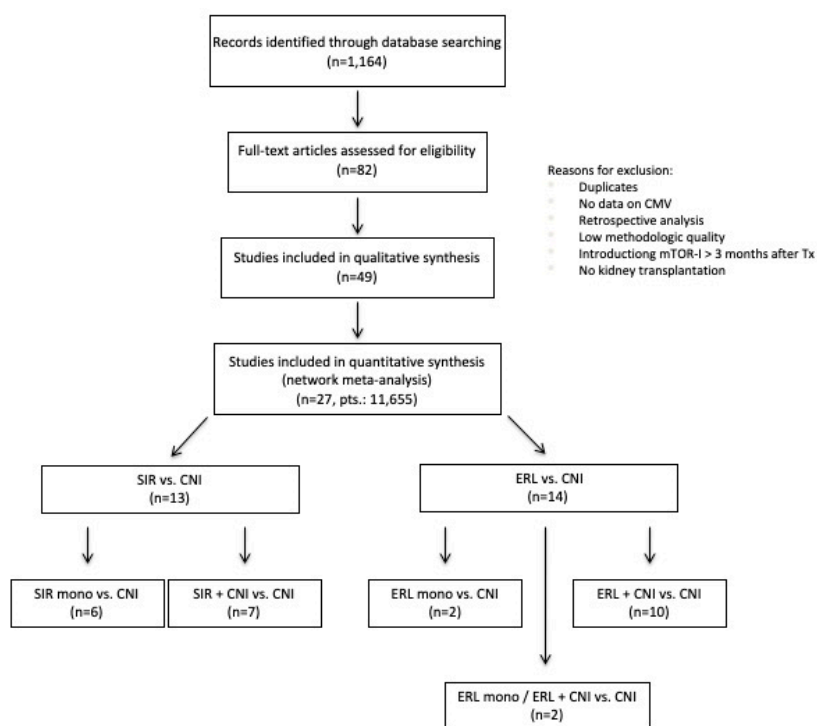 Records identified through database searching
(n=1,164)
Full-text articles assessed for eligibility
(n=82)
Reasons for exclusion:
Duplicates
No data on CMV
Retrospective analysis
Low methodologic quality
Introductiong mTOR-I > 3 months after Tx
No kidney transplantation
Studies included in qualitative synthesis
(n=49)
Studies included in quantitative synthesis
(network meta-analysis)
(n=27, pts.: 11,655)
SIR vs. CNI
(n=13)
ERL vs. CNI
(n=14)
SIR mono vs. CNI
(n=6)
SIR + CNI vs. CNI
(n=7)
ERL mono vs. CNI
(n=2)
ERL + CNI vs. CNI
(n=10)
ERL mono / ERL + CNI vs. CNI
(n=2)